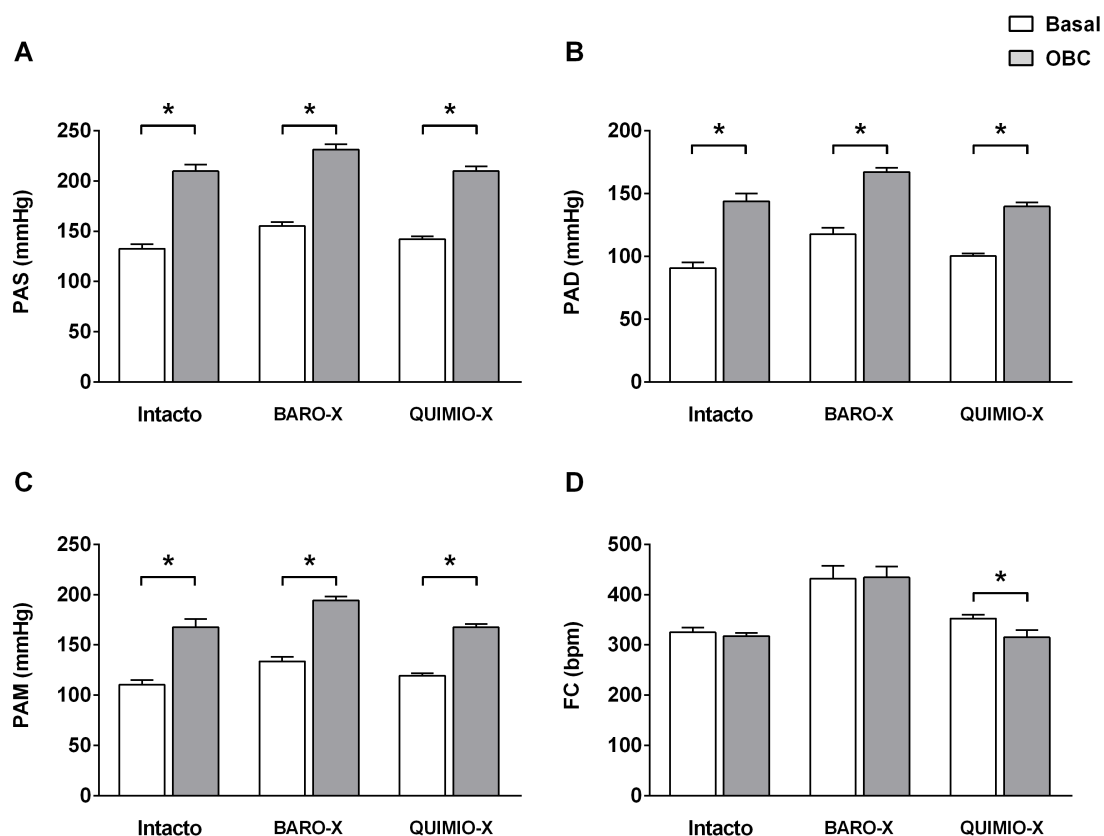 Basal
OBC
A
* * *
250
200
150
100
50
0
PAS (mmHg)
Intacto BARO-X QUIMIO-X
B
* * *
200
150
100
50
0
PAD (mmHg)
Intacto BARO-X QUIMIO-X
C
* * *
250
200
150
100
50
0
PAM (mmHg)
Intacto BARO-X QUIMIO-X
D
*
500
400
300
200
100
0
FC (bpm)
Intacto BARO-X QUIMIO-X